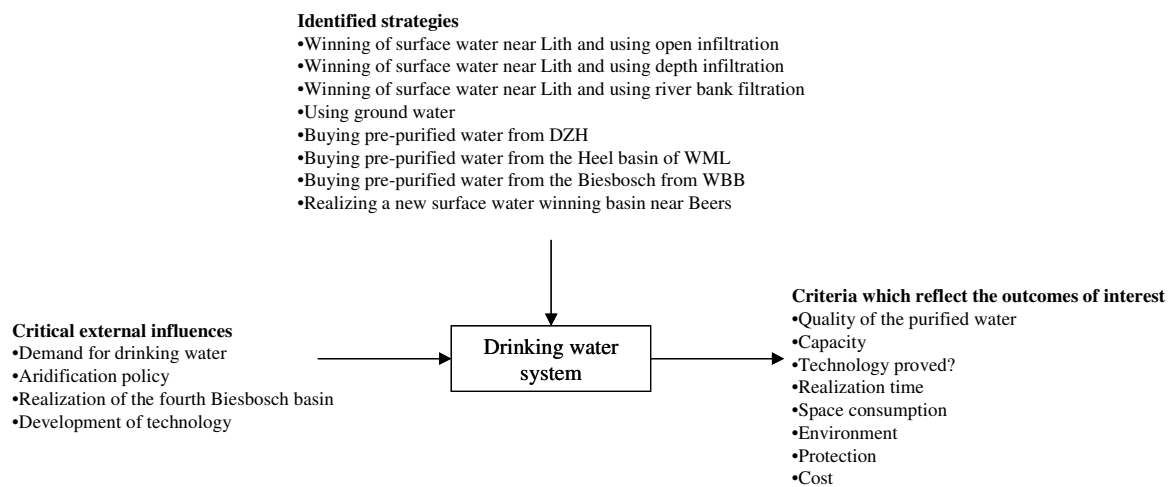 Identified strategies
•Winning of surface water near Lith and using open infiltration
•Winning of surface water near Lith and using depth infiltration
•Winning of surface water near Lith and using river bank filtration
•Using ground water
•Buying pre-purified water from DZH
•Buying pre-purified water from the Heel basin of WML
•Buying pre-purified water from the Biesbosch from WBB
•Realizing a new surface water winning basin near Beers
Critical external influences
•Demand for drinking water
•Aridification policy
•Realization of the fourth Biesbosch basin
•Development of technology
Drinking water
system
Criteria which reflect the outcomes of interest
•Quality of the purified water
•Capacity
•Technology proved?
•Realization time
•Space consumption
•Environment
•Protection
•Cost